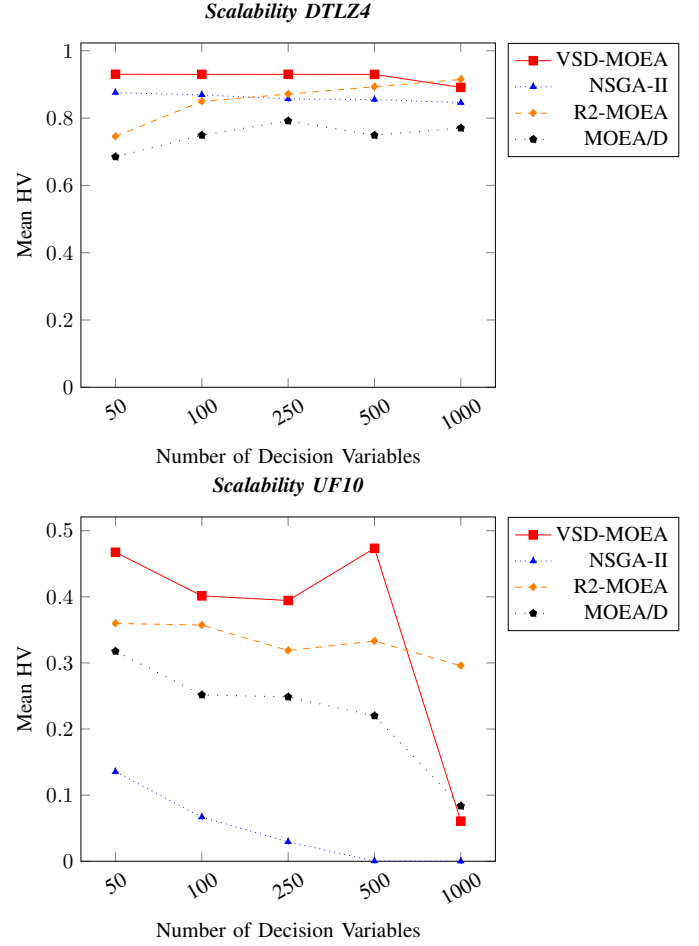 Scalability DTLZ4
1
0.8
0.6
0.4
0.2
0
Mean HV
50
100
250
500
1000
Number of Decision Variables
VSD-MOEA
NSGA-II
R2-MOEA
MOEA/D
Scalability UF10
0.5
0.4
0.3
0.2
0.1
0
Mean HV
50
100
250
500
1000
Number of Decision Variables
VSD-MOEA
NSGA-II
R2-MOEA
MOEA/D